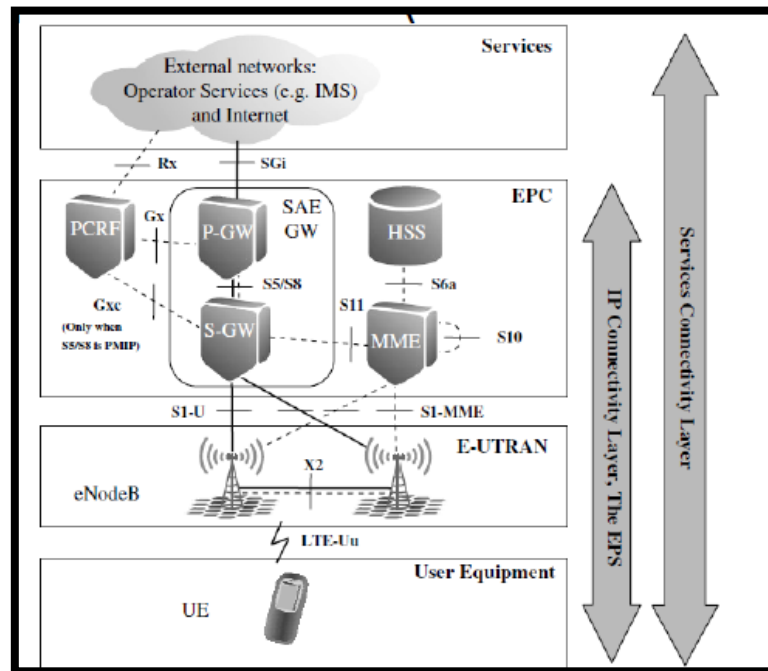 Services
External networks:
Operator Services (e.g. IMS)
and Internet
Rx
SGi
EPC
SAE
GW
PCRF
Gx
P-GW
HSS
S5/S8
S6a
Gxc
(Only when
S5/S8 is PMIP)
S-GW
S11
MME
S10
S1-U
S1-MME
E-UTRAN
X2
eNodeB
LTE-Uu
User Equipment
UE
IP Connectivity Layer, The EPS
Services Connectivity Layer